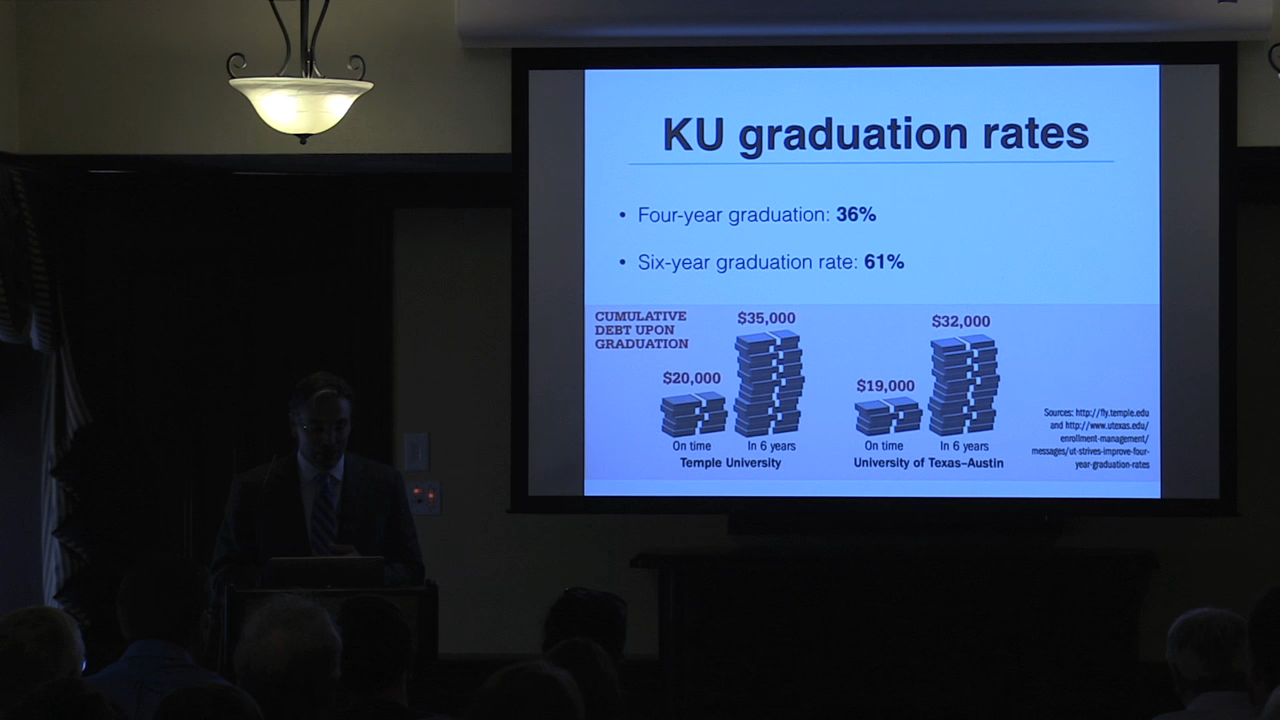 KU graduation rates
• Four-year graduation: 36%
• Six-year graduation rate: 61%
CUMULATIVE
DEBT UPON
GRADUATION
$20,000
$35,000
On time
In 6 years
Temple University
$19,000
$32,000
On time
In 6 years
University of Texas–Austin
Sources: http://fly.temple.edu
and http://www.utexas.edu/
enrollment-management/
messages/ut-strives-improve-four-
year-graduation-rates